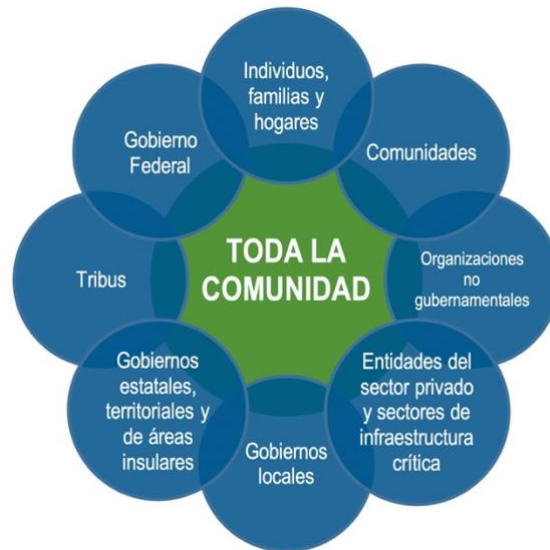 Individuos,
familias y
hogares
Comunidades
Organizaciones
no
gubernamentales
Entidades del
sector privado
y sectores de
infraestructura
crítica
Gobiernos
locales
Gobiernos
estatales,
territoriales y
de áreas
insulares
Tribus
Gobierno
Federal
TODA LA
COMUNIDAD